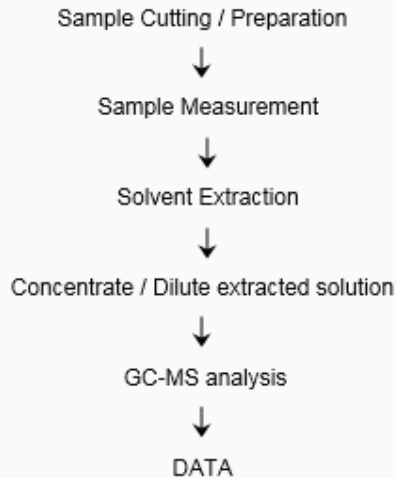 Sample Cutting / Preparation
↓
Sample Measurement
↓
Solvent Extraction
↓
Concentrate / Dilute extracted solution
↓
GC-MS analysis
↓
DATA